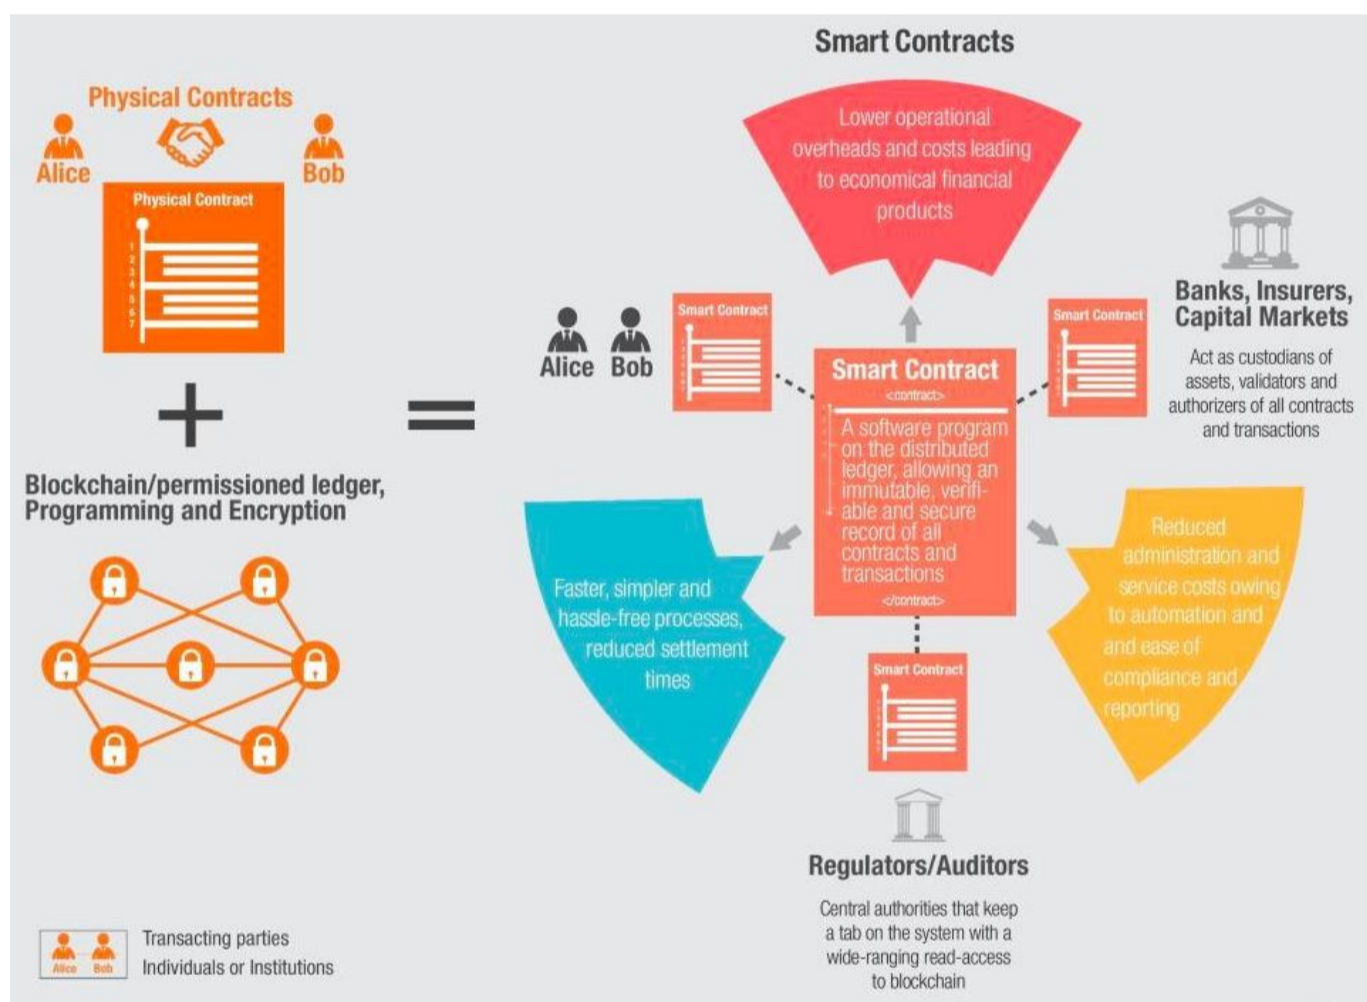 Smart Contracts
Physical Contracts
Alice
Bob
Physical Contract
1
2
3
4
5
6
7
Blockchain/permissioned ledger,
Programming and Encryption
Lower operational
overheads and costs leading
to economical financial
products
Alice Bob
Smart Contract
Smart Contract
<contract>
A software program
on the distributed
ledger, allowing an
immutable, verifi-
able and secure
record of all
contracts and
transactions
</contract>
Smart Contract
Banks, Insurers,
Capital Markets
Act as custodians of
assets, validators and
authorizers of all contracts
and transactions
Faster, simpler and
hassle-free processes,
reduced settlement
times
Reduced
administration and
service costs owing
to automation and
and ease of
compliance and
reporting
Smart Contract
Regulators/Auditors
Central authorities that keep
a tab on the system with a
wide-ranging read-access
to blockchain
Alice Bob
Transacting parties
Individuals or Institutions